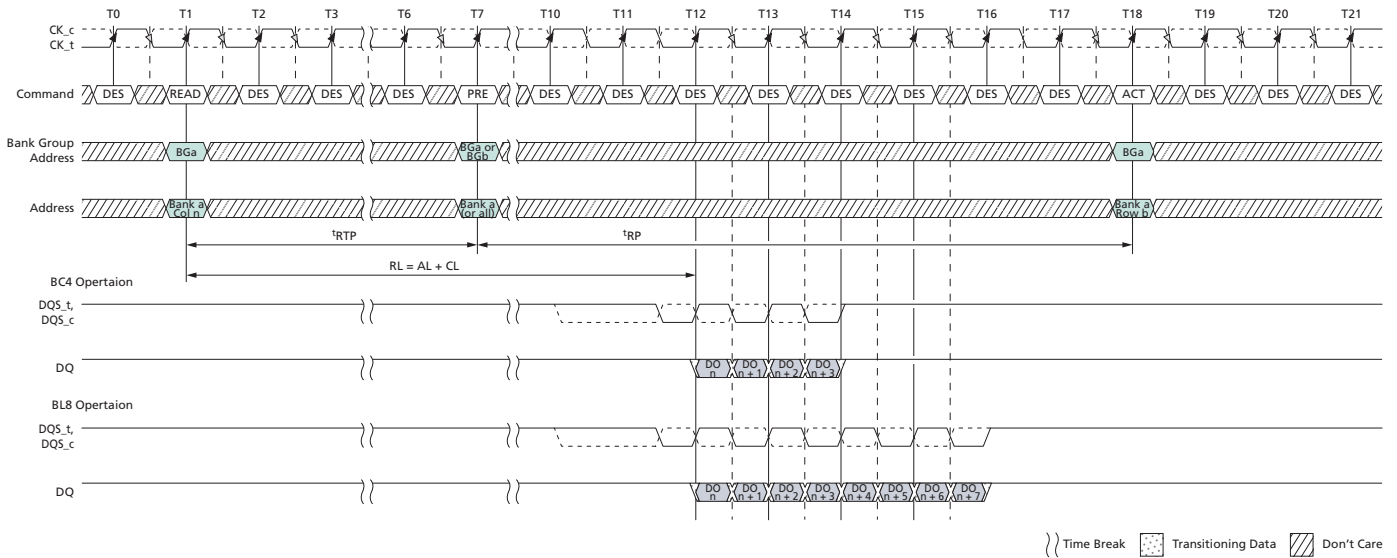 T0 T1 T2 T3 T6 T7 T10 T11 T12 T13 T14 T15 T16 T17 T18 T19 T20 T21
CK_c
CK_t
Command DES READ DES DES DES PRE DES DES DES DES DES DES DES DES ACT DES DES DES
Bank Group
Address
BGa
BGa or
BGb
BGa
Address
Bank a
Col n
Bank a
(or all)
Bank a
Row b
tRTP tRP
RL = AL + CL
BC4 Opertaion
DQS_t,
DQS_c
DQ
DO
n
DO
n + 1
DO
n + 2
DO
n + 3
BL8 Opertaion
DQS_t,
DQS_c
DQ
DO
n
DO
n + 1
DO
n + 2
DO
n + 3
DO
n + 4
DO
n + 5
DO
n + 6
DO
n + 7
Time Break Transitioning Data Don't Care